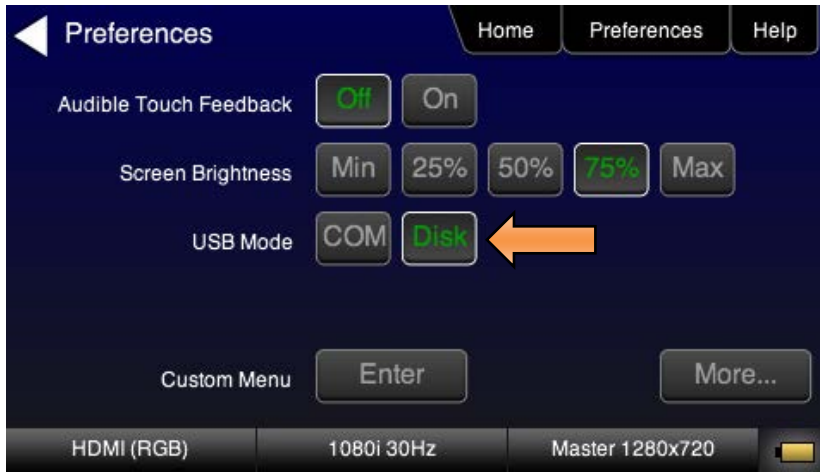 Preferences Home Preferences Help
Audible Touch Feedback Off On
Screen Brightness Min 25% 50% 75% Max
USB Mode COM Disk
Custom Menu Enter More...
HDMI (RGB) 1080i 30Hz Master 1280x720